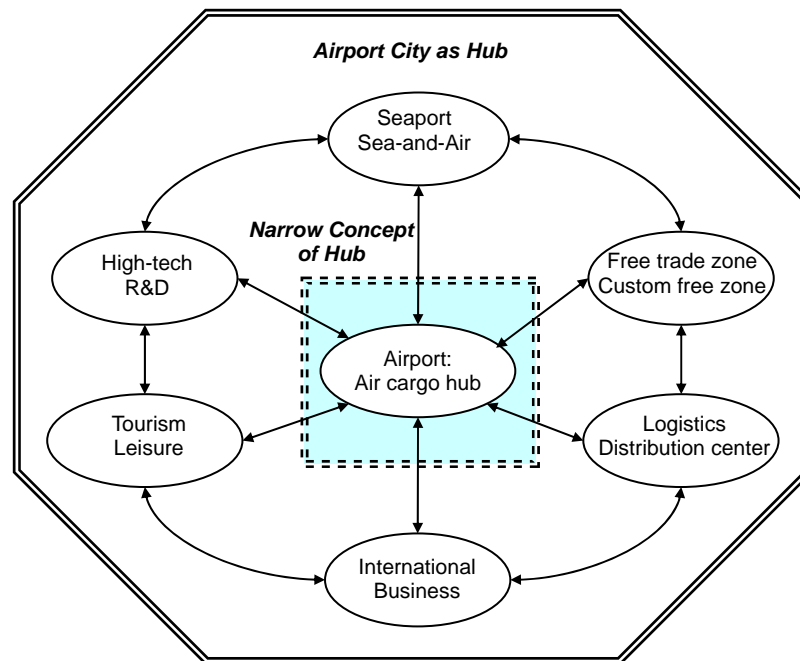 Airport City as Hub
Seaport
Sea-and-Air
Narrow Concept
of Hub
High-tech
R&D
Free trade zone
Custom free zone
Airport:
Air cargo hub
Tourism
Leisure
Logistics
Distribution center
International
Business